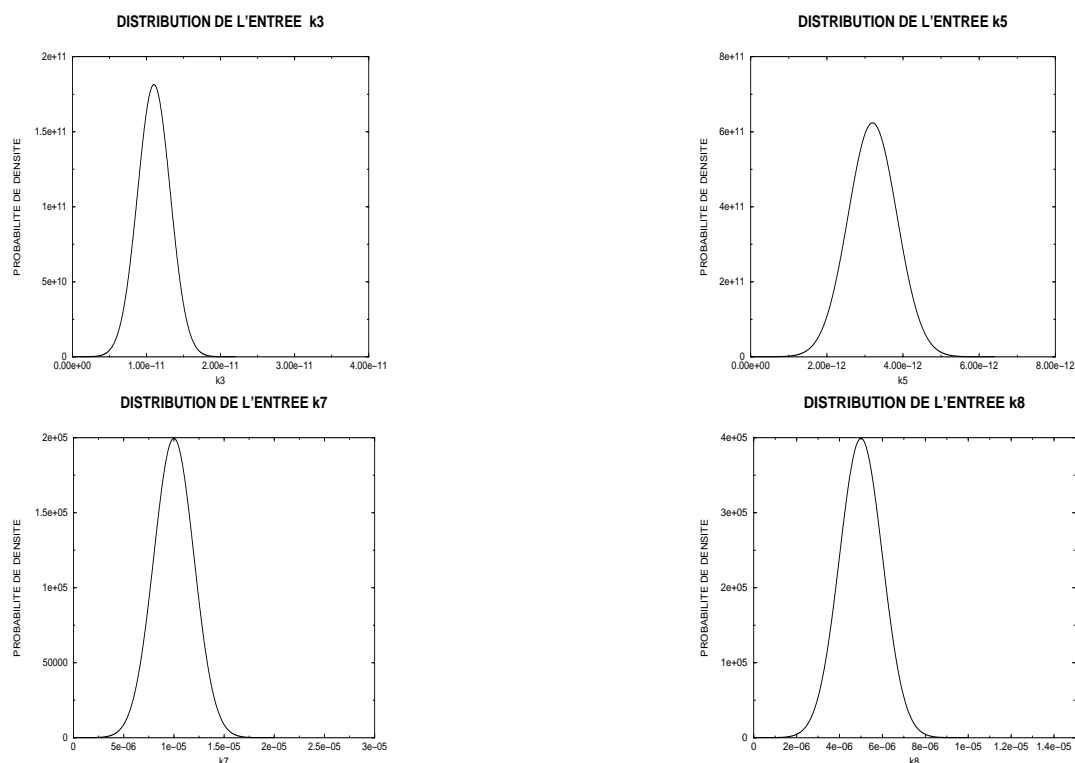 DISTRIBUTION DE L'ENTREE k3
2e+11
1.5e+11
1e+11
5e+10
0
PROBABILITE DE DENSITE
0.00e+00 1.00e−11 2.00e−11 3.00e−11 4.00e−11
k3
DISTRIBUTION DE L'ENTREE k5
8e+11
6e+11
4e+11
2e+11
0
PROBABILITE DE DENSITE
0.00e+00 2.00e−12 4.00e−12 6.00e−12 8.00e−12
k5
DISTRIBUTION DE L'ENTREE k7
2e+05
1.5e+05
1e+05
50000
0
PROBABILITE DE DENSITE
0 5e−06 1e−05 1.5e−05 2e−05 2.5e−05 3e−05
k7
DISTRIBUTION DE L'ENTREE k8
4e+05
3e+05
2e+05
1e+05
0
PROBABILITE DE DENSITE
0 2e−06 4e−06 6e−06 8e−06 1e−05 1.2e−05 1.4e−05
k8